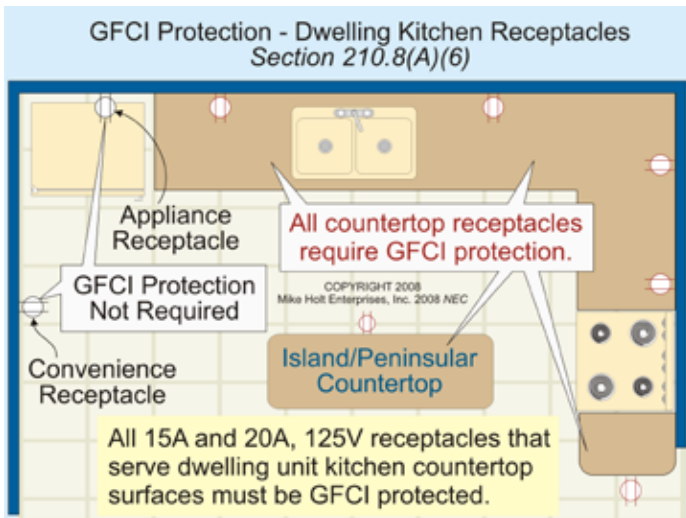 GFCI Protection - Dwelling Kitchen Receptacles
Section 210.8(A)(6)
Appliance
Receptacle
All countertop receptacles
require GFCI protection.
GFCI Protection
Not Required
COPYRIGHT 2008
Mike Holt Enterprises, Inc. 2008 NEC
Convenience
Receptacle
Island/Peninsular
Countertop
All 15A and 20A, 125V receptacles that
serve dwelling unit kitchen countertop
surfaces must be GFCI protected.